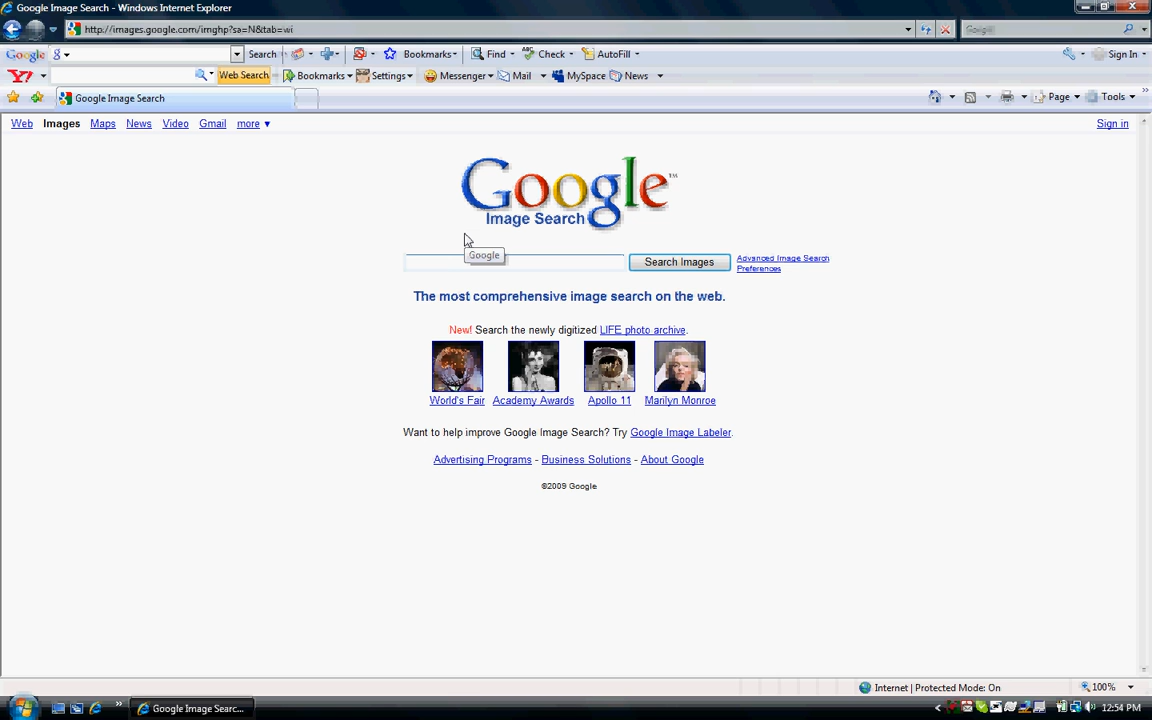 Google Image Search - Windows Internet Explorer
http://images.google.com/imghp?sa=N&tab=wi
Google
Google g Search Bookmarks Find ABC Check AutoFill Sign In
Y! Web Search Bookmarks Settings Messenger Mail MySpace News
Google Image Search
Page Tools
Web Images Maps News Video Gmail more ▼ Sign in
Google™
Image Search
Google
Search Images
Advanced Image Search
Preferences
The most comprehensive image search on the web.
New! Search the newly digitized LIFE photo archive.
World's Fair Academy Awards Apollo 11 Marilyn Monroe
Want to help improve Google Image Search? Try Google Image Labeler.
Advertising Programs - Business Solutions - About Google
©2009 Google
Internet | Protected Mode: On
100%
Google Image Searc...
12:54 PM